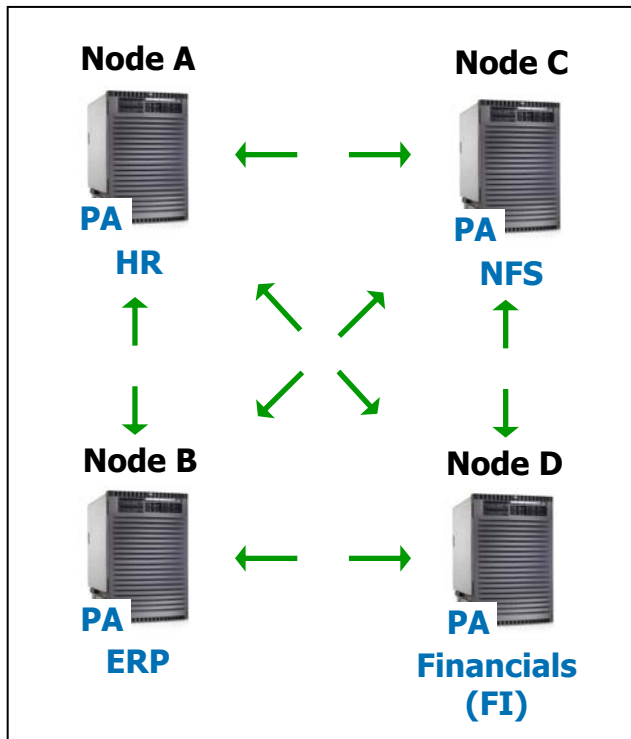 Node A
Node C
PA
HR
PA
NFS
Node B
Node D
PA
ERP
PA
Financials
(FI)